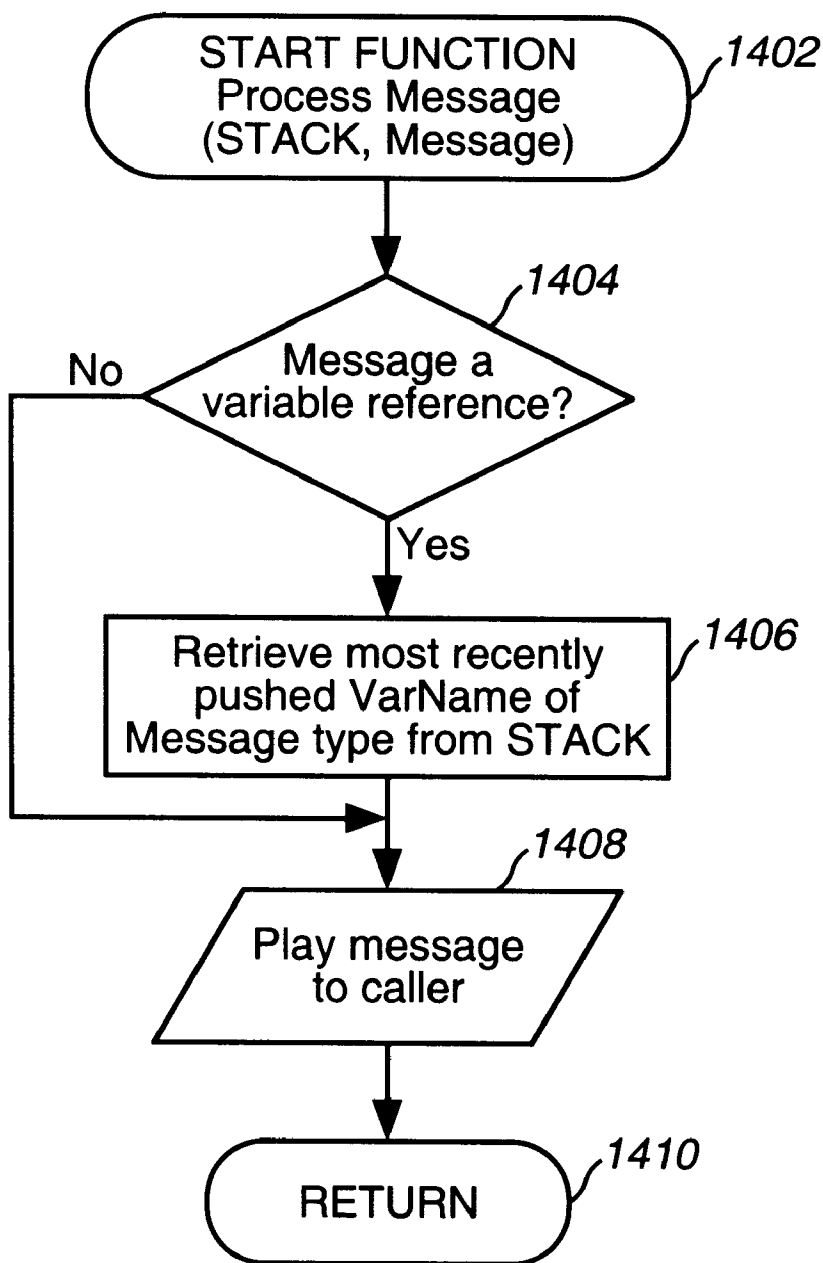 START FUNCTION
Process Message
(STACK, Message)
1402
1404
Message a
variable reference?
No
Yes
1406
Retrieve most recently
pushed VarName of
Message type from STACK
1408
Play message
to caller
1410
RETURN